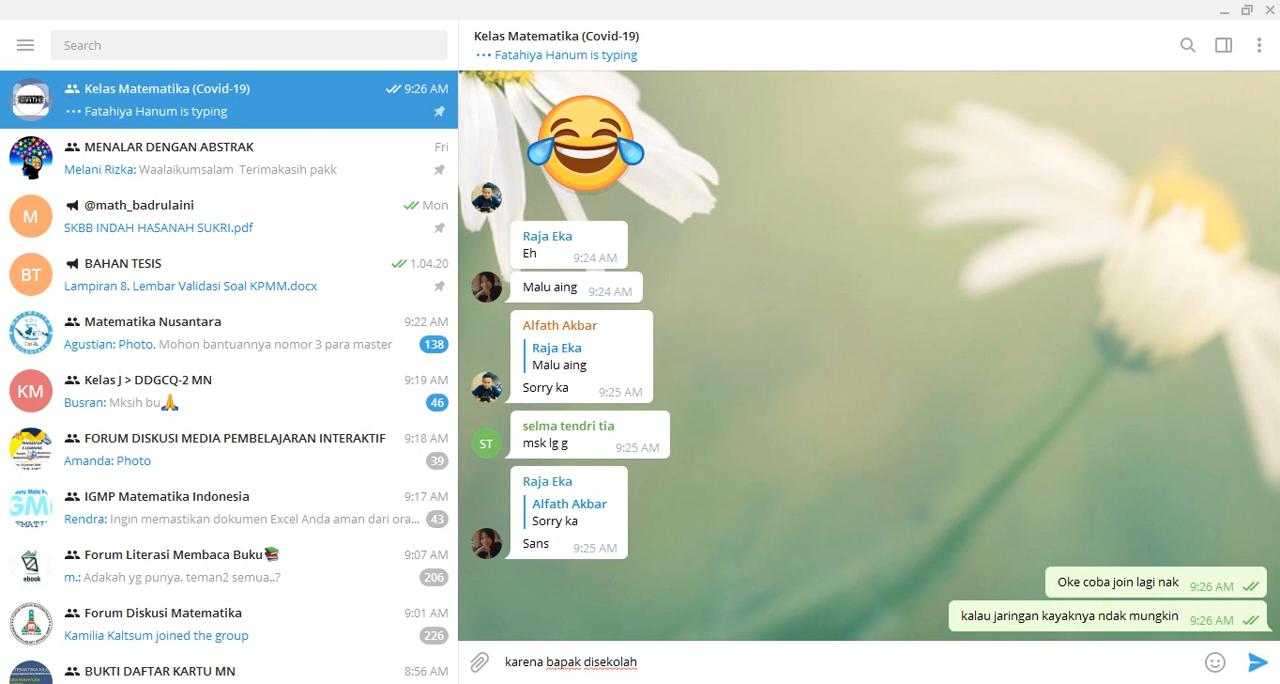 Search
Kelas Matematika (Covid-19)
9:26 AM
Fatahiya Hanum is typing
MENALAR DENGAN ABSTRAK
Fri
Melani Rizka: Waalaikumsalam Terimakasih pakk
M
@math_badrulaini
Mon
SKBB INDAH HASANAH SUKRI.pdf
BT
BAHAN TESIS
1.04.20
Lampiran 8. Lembar Validasi Soal KPMM.docx
Matematika Nusantara
9:22 AM
Agustian: Photo, Mohon bantuannya nomor 3 para master
138
KM
Kelas J > DDGCQ-2 MN
9:19 AM
Busran: Mksih bu🙏
46
FORUM DISKUSI MEDIA PEMBELAJARAN INTERAKTIF
9:18 AM
Amanda: Photo
39
IGMP Matematika Indonesia
9:17 AM
Rendra: Ingin memastikan dokumen Excel Anda aman dari ora...
43
ebook
Forum Literasi Membaca Buku📚
9:07 AM
m.: Adakah yg punya, teman2 semua..?
206
Forum Diskusi Matematika
9:01 AM
Kamilia Kaltsum joined the group
226
BUKTI DAFTAR KARTU MN
8:56 AM
Kelas Matematika (Covid-19)
Fatahiya Hanum is typing
😂
Raja Eka
Eh
9:24 AM
Malu aing
9:24 AM
Alfath Akbar
Raja Eka
Malu aing
Sorry ka
9:25 AM
ST
selma tendri tia
msk lg g
9:25 AM
Raja Eka
Alfath Akbar
Sorry ka
Sans
9:25 AM
Oke coba join lagi nak
9:26 AM
kalau jaringan kayaknya ndak mungkin
9:26 AM
karena bapak disekolah